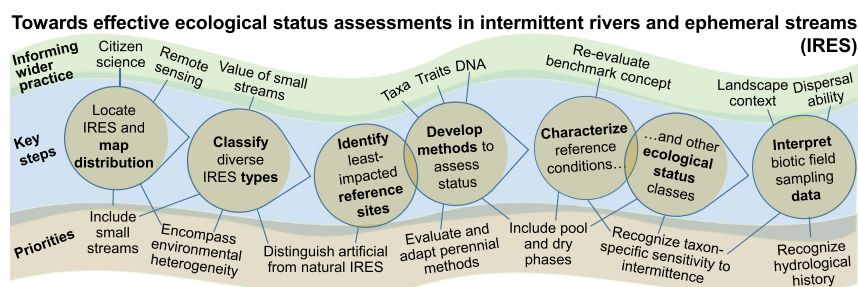 Towards effective ecological status assessments in intermittent rivers and ephemeral streams
(IRES)
Informing
wider
practice
Citizen
science
Remote
sensing
Value of small
streams
Taxa
Traits
DNA
Re-evaluate
benchmark concept
Landscape
context
Dispersal
ability
Key
steps
Locate
IRES and
map
distribution
Classify
diverse
IRES types
Identify
least-
impacted
reference
sites
Develop
methods to
assess
status
Characterize
reference
conditions…
…and other
ecological
status
classes
Interpret
biotic field
sampling
data
Priorities
Include
small
streams
Encompass
environmental
heterogeneity
Distinguish artificial
from natural IRES
Evaluate and
adapt perennial
methods
Include pool
and dry
phases
Recognize taxon-
specific sensitivity to
intermittence
Recognize
hydrological
history